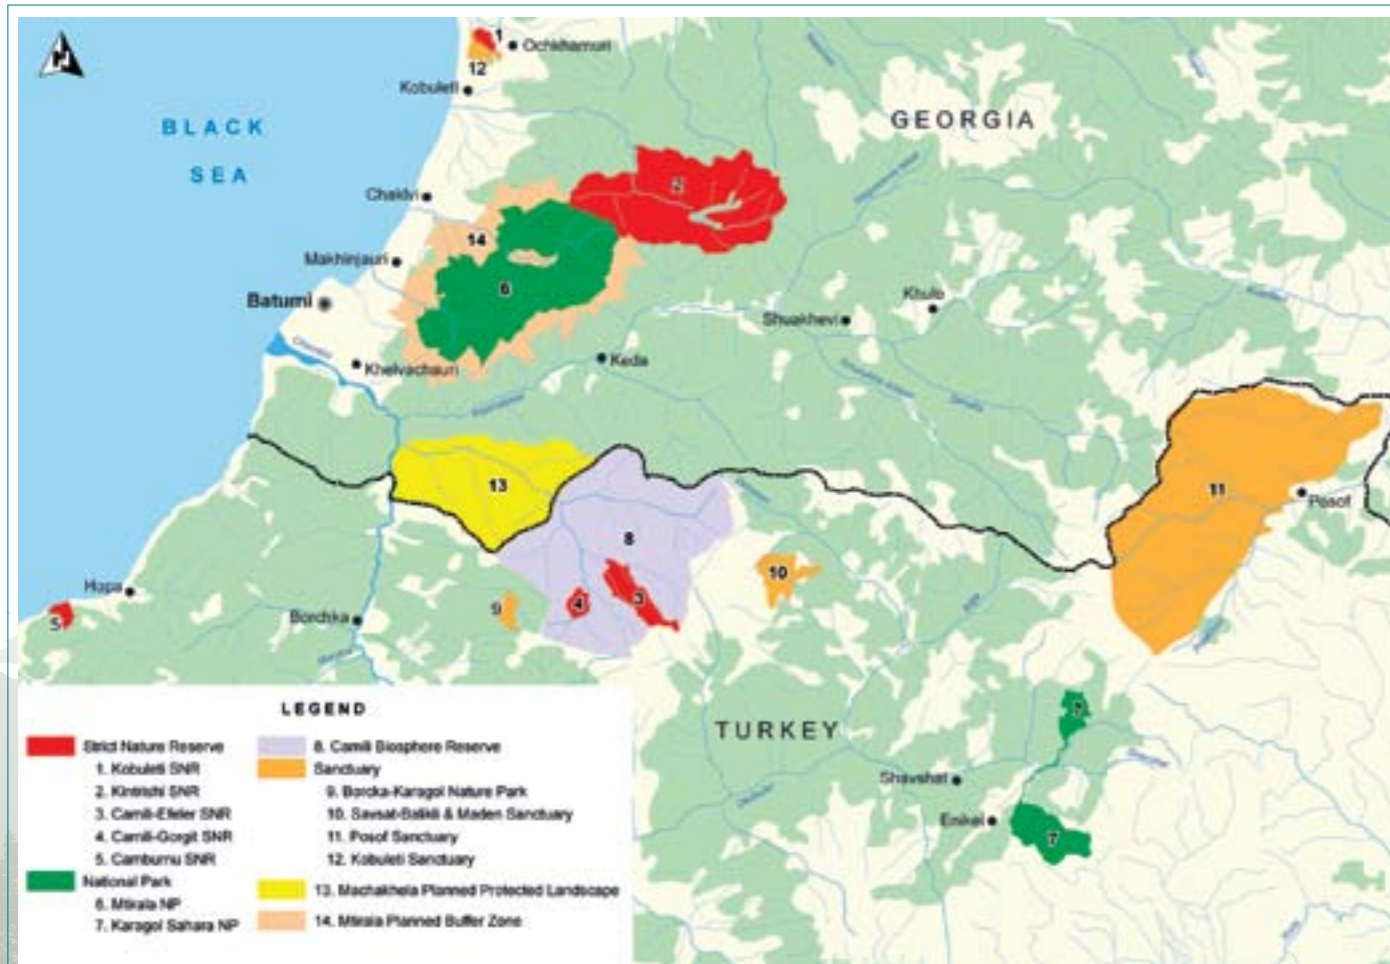 1
Ochkhamuri
12
Kobuleti
BLACK
SEA
GEORGIA
2
Chakvi
14
Makhinjauri
6
Batumi
Khulo
Shuakhevi
Keda
Khelvachauri
13
11
Posof
8
10
Hopa
9
4
3
5
Borchka
TURKEY
7
Shavshat
Enikei
7
LEGEND
Strict Nature Reserve
1. Kobuleti SNR
2. Kintrishi SNR
3. Camili-Efeler SNR
4. Camili-Gorgit SNR
5. Camburnu SNR
National Park
6. Mtirala NP
7. Karagol Sahara NP
8. Camili Biosphere Reserve
Sanctuary
9. Borcka-Karagol Nature Park
10. Savsat-Balikli & Maden Sanctuary
11. Posof Sanctuary
12. Kobuleti Sanctuary
13. Machakhela Planned Protected Landscape
14. Mtirala Planned Buffer Zone